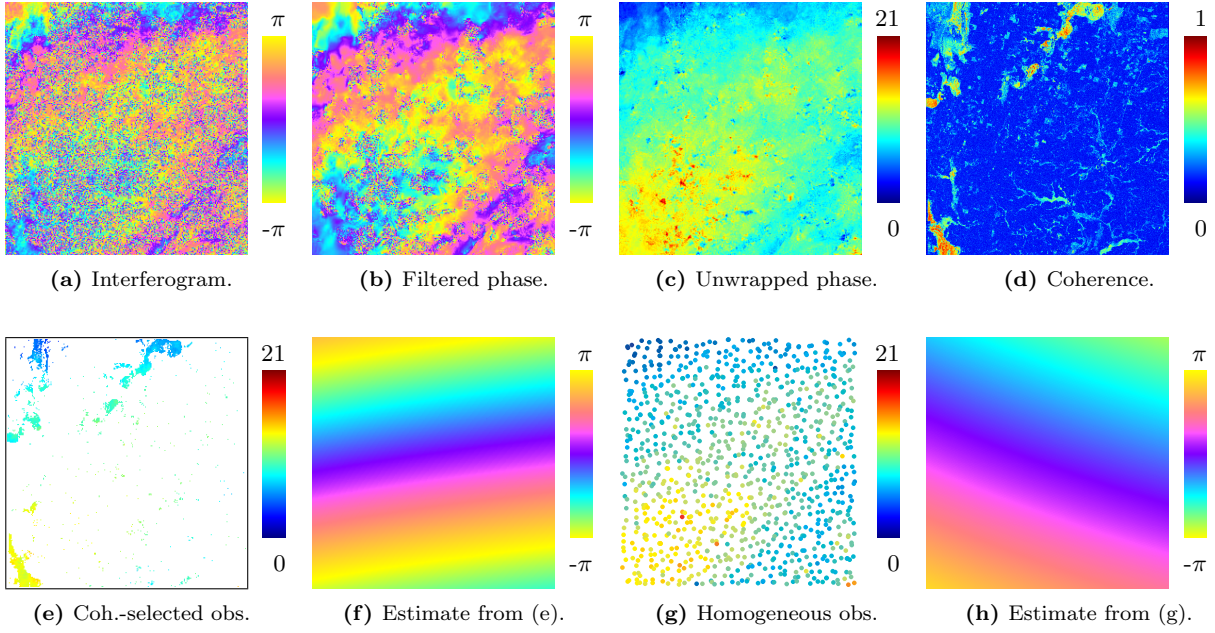 π
-π
(a) Interferogram.
π
-π
(b) Filtered phase.
21
0
(c) Unwrapped phase.
1
0
(d) Coherence.
21
0
(e) Coh.-selected obs.
π
-π
(f) Estimate from (e).
21
0
(g) Homogeneous obs.
π
-π
(h) Estimate from (g).